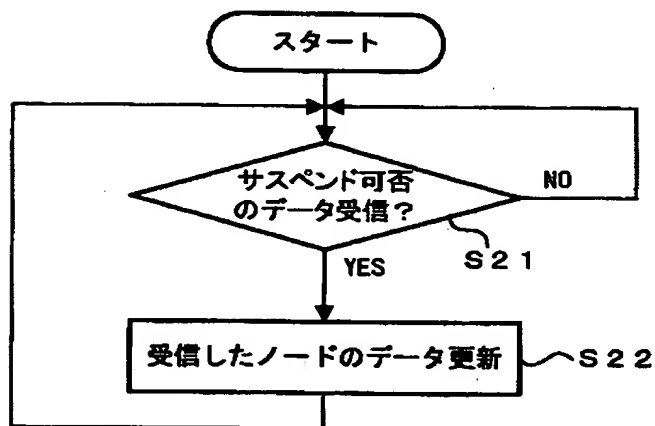 スタート
サスペンド可否
のデータ受信？
NO
S21
YES
受信したノードのデータ更新
S22